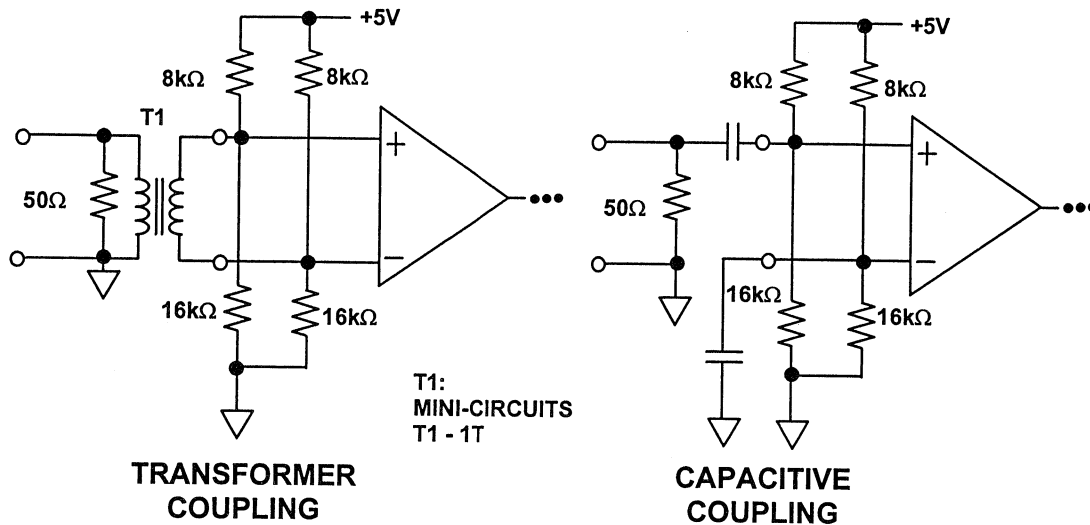 +5V
8kΩ
8kΩ
T1
+
50Ω
−
16kΩ
16kΩ
T1:
MINI-CIRCUITS
T1 - 1T
TRANSFORMER
COUPLING
+5V
8kΩ
8kΩ
+
50Ω
−
16kΩ
16kΩ
CAPACITIVE
COUPLING